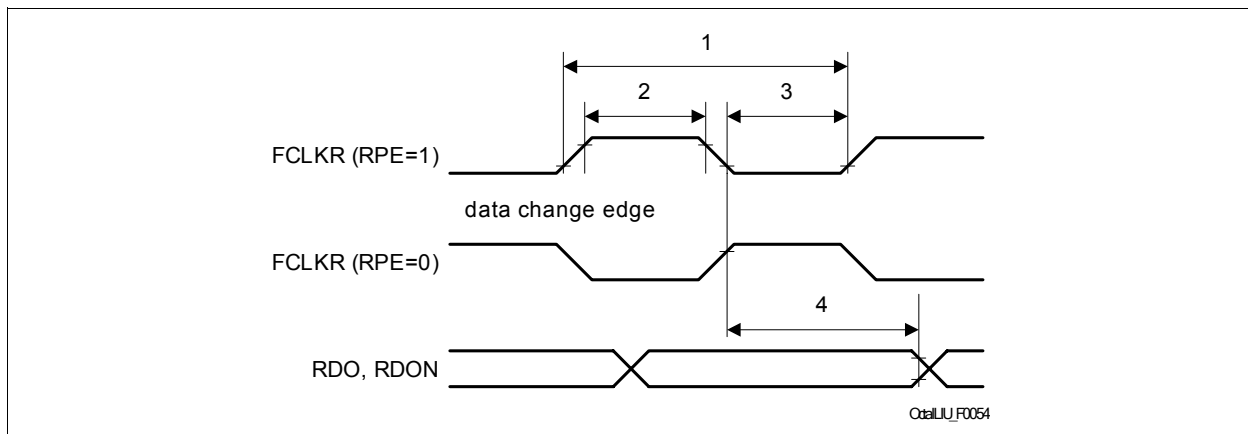 1
2
3
FCLKR (RPE=1)
data change edge
FCLKR (RPE=0)
4
RDO, RDON
OctalLIU_F0054